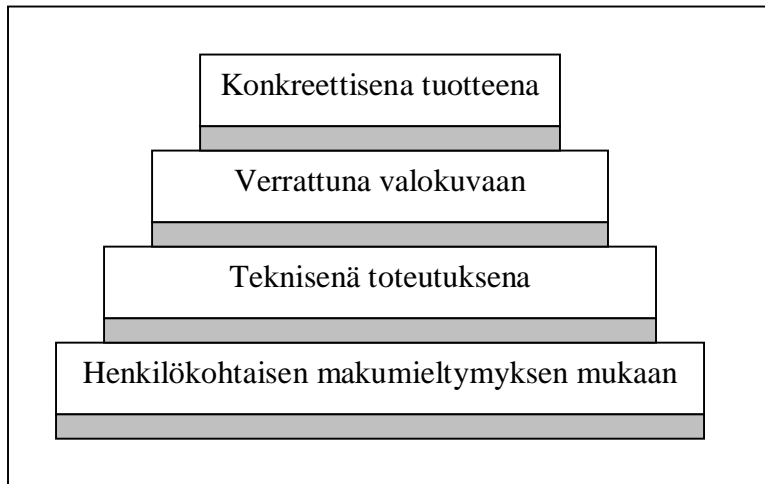 Konkreettisena tuotteena
Verrattuna valokuvaan
Teknisenä toteutuksena
Henkilökohtaisen makumieltymyksen mukaan